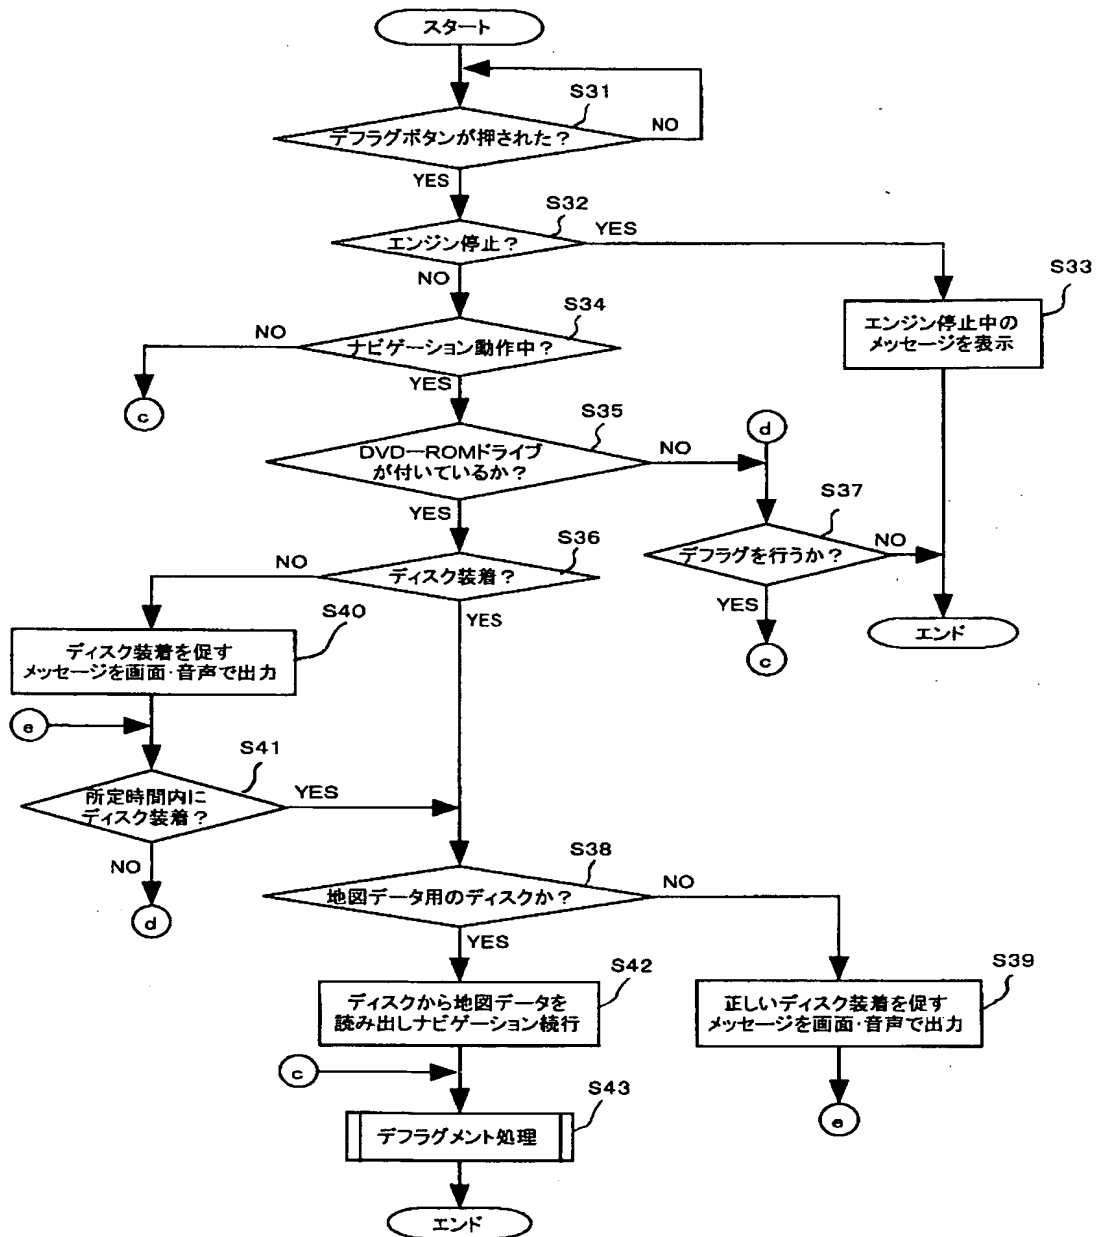 スタート
S31
デフラグボタンが押された？
NO
YES
S32
エンジン停止？
YES
NO
S33
エンジン停止中の
メッセージを表示
S34
ナビゲーション動作中？
NO
YES
c
S35
DVD－ROMドライブ
が付いているか？
NO
YES
d
S37
デフラグを行うか？
NO
YES
c
エンド
S36
ディスク装着？
NO
YES
S40
ディスク装着を促す
メッセージを画面・音声で出力
e
S41
所定時間内に
ディスク装着？
YES
NO
d
S38
地図データ用のディスクか？
NO
YES
S39
正しいディスク装着を促す
メッセージを画面・音声で出力
e
S42
ディスクから地図データを
読み出しナビゲーション続行
c
S43
デフラグメント処理
エンド